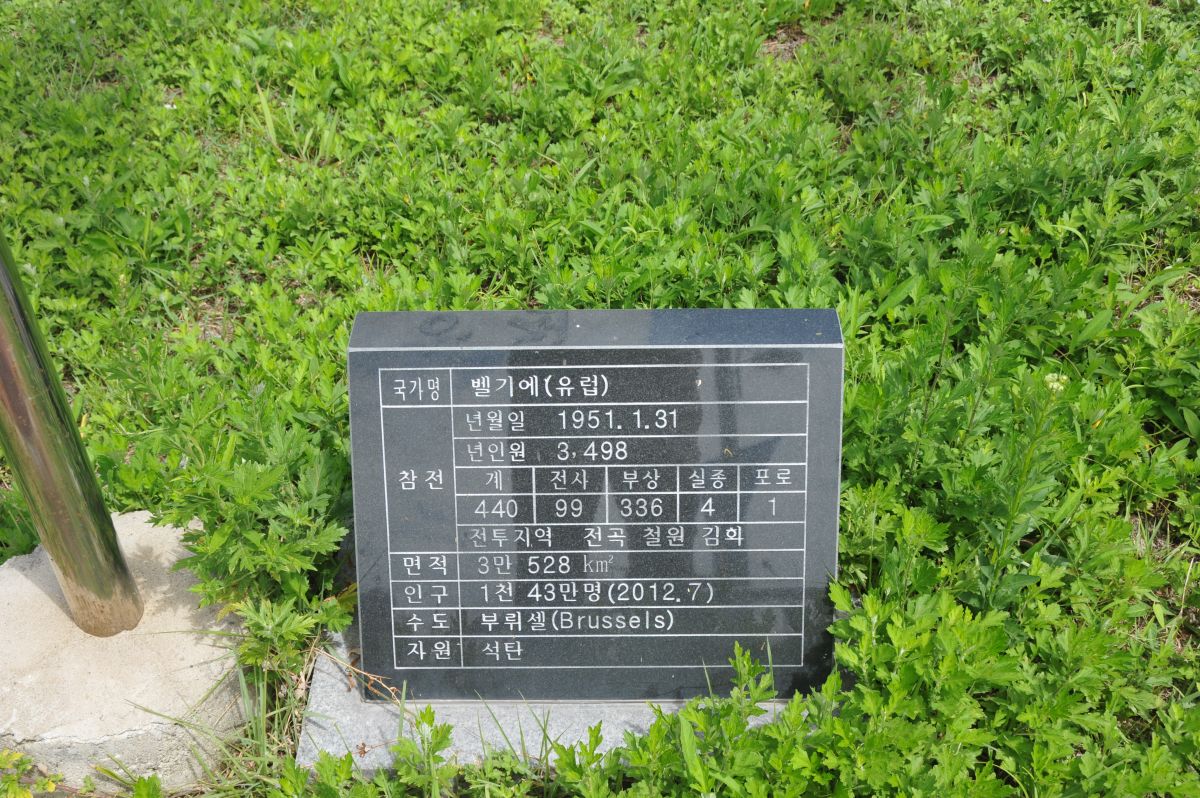 국가명 벨기에(유럽)
참전 년월일 1951. 1. 31
년인원 3,498
계 전사 부상 실종 포로
440 99 336 4 1
전투지역 전곡 철원 김화
면적 3만 528 ㎢
인구 1천 43만명(2012.7)
수도 부뤼셀(Brussels)
자원 석탄